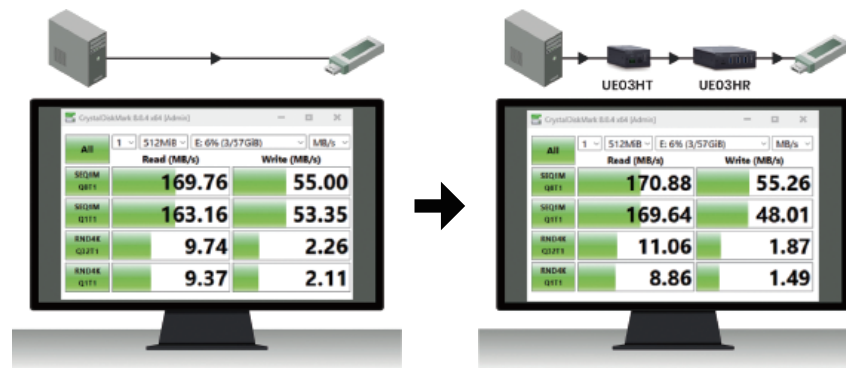 UE03HT UE03HR
CrystalDiskMark 8.0.4 x64 [Admin]
All 1 512MiB E: 6% (3/57GiB) MB/s
Read (MB/s) Write (MB/s)
SEQ1M Q8T1 169.76 55.00
SEQ1M Q1T1 163.16 53.35
RND4K Q32T1 9.74 2.26
RND4K Q1T1 9.37 2.11
CrystalDiskMark 8.0.4 x64 [Admin]
All 1 512MiB E: 6% (3/57GiB) MB/s
Read (MB/s) Write (MB/s)
SEQ1M Q8T1 170.88 55.26
SEQ1M Q1T1 169.64 48.01
RND4K Q32T1 11.06 1.87
RND4K Q1T1 8.86 1.49